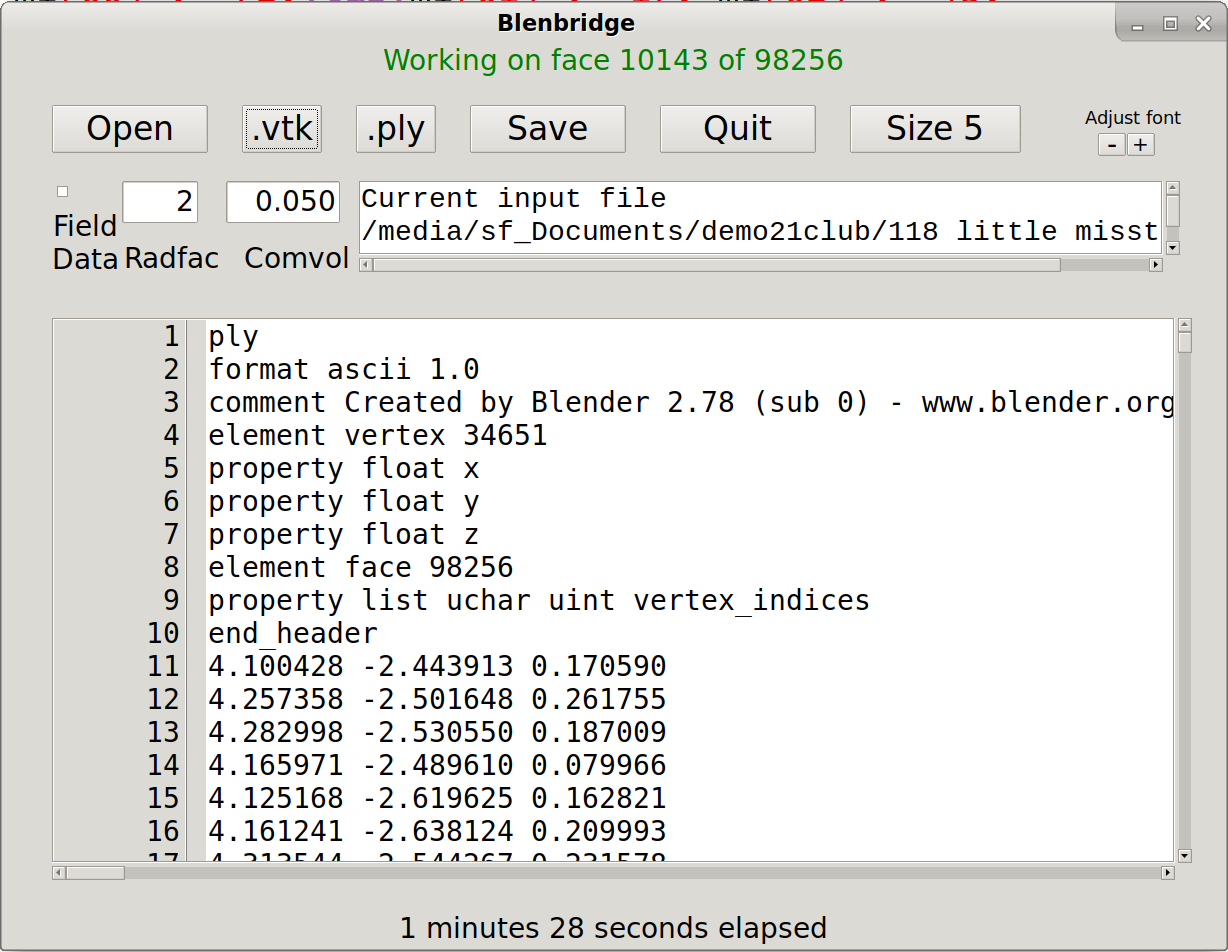 Blenbridge
Working on face 10143 of 98256
Open .vtk .ply Save Quit Size 5
Adjust font
- +
Field
Data
2
Radfac
0.050
Comvol
Current input file
/media/sf_Documents/demo21club/118 little misst
1 ply
2 format ascii 1.0
3 comment Created by Blender 2.78 (sub 0) - www.blender.org
4 element vertex 34651
5 property float x
6 property float y
7 property float z
8 element face 98256
9 property list uchar uint vertex_indices
10 end_header
11 4.100428 -2.443913 0.170590
12 4.257358 -2.501648 0.261755
13 4.282998 -2.530550 0.187009
14 4.165971 -2.489610 0.079966
15 4.125168 -2.619625 0.162821
16 4.161241 -2.638124 0.209993
17 4.313544 -2.544267 0.231578
1 minutes 28 seconds elapsed